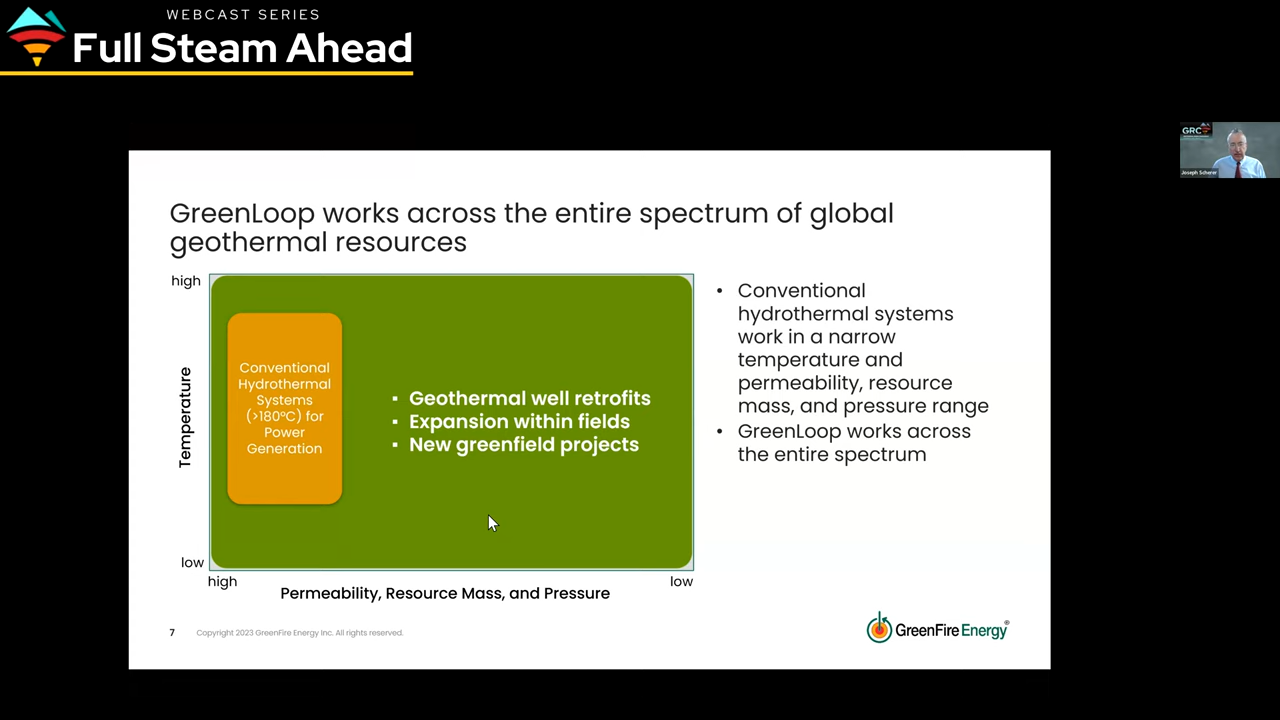 WEBCAST SERIES
Full Steam Ahead
GRC
Joseph Scherer
GreenLoop works across the entire spectrum of global
geothermal resources
high
Temperature
low
Conventional
Hydrothermal
Systems
(>180ºC) for
Power
Generation
▪ Geothermal well retrofits
▪ Expansion within fields
▪ New greenfield projects
high
low
Permeability, Resource Mass, and Pressure
• Conventional
hydrothermal systems
work in a narrow
temperature and
permeability, resource
mass, and pressure range
• GreenLoop works across
the entire spectrum
7
Copyright 2023 GreenFire Energy Inc. All rights reserved.
GreenFire Energy®